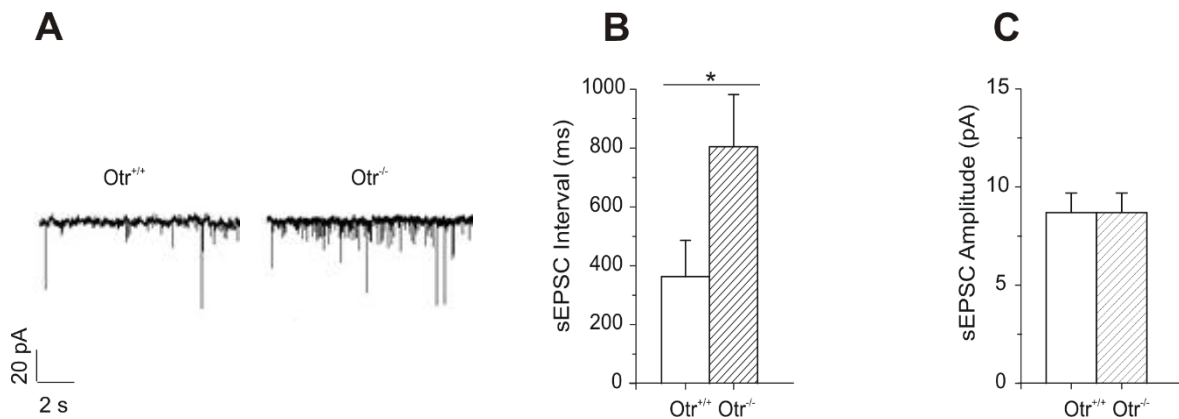 A
Otr+/+
Otr-/-
20 pA
2 s
B
sEPSC Interval (ms)
1000
800
600
400
200
0
*
Otr+/+ Otr-/-
C
sEPSC Amplitude (pA)
15
10
5
0
Otr+/+ Otr-/-